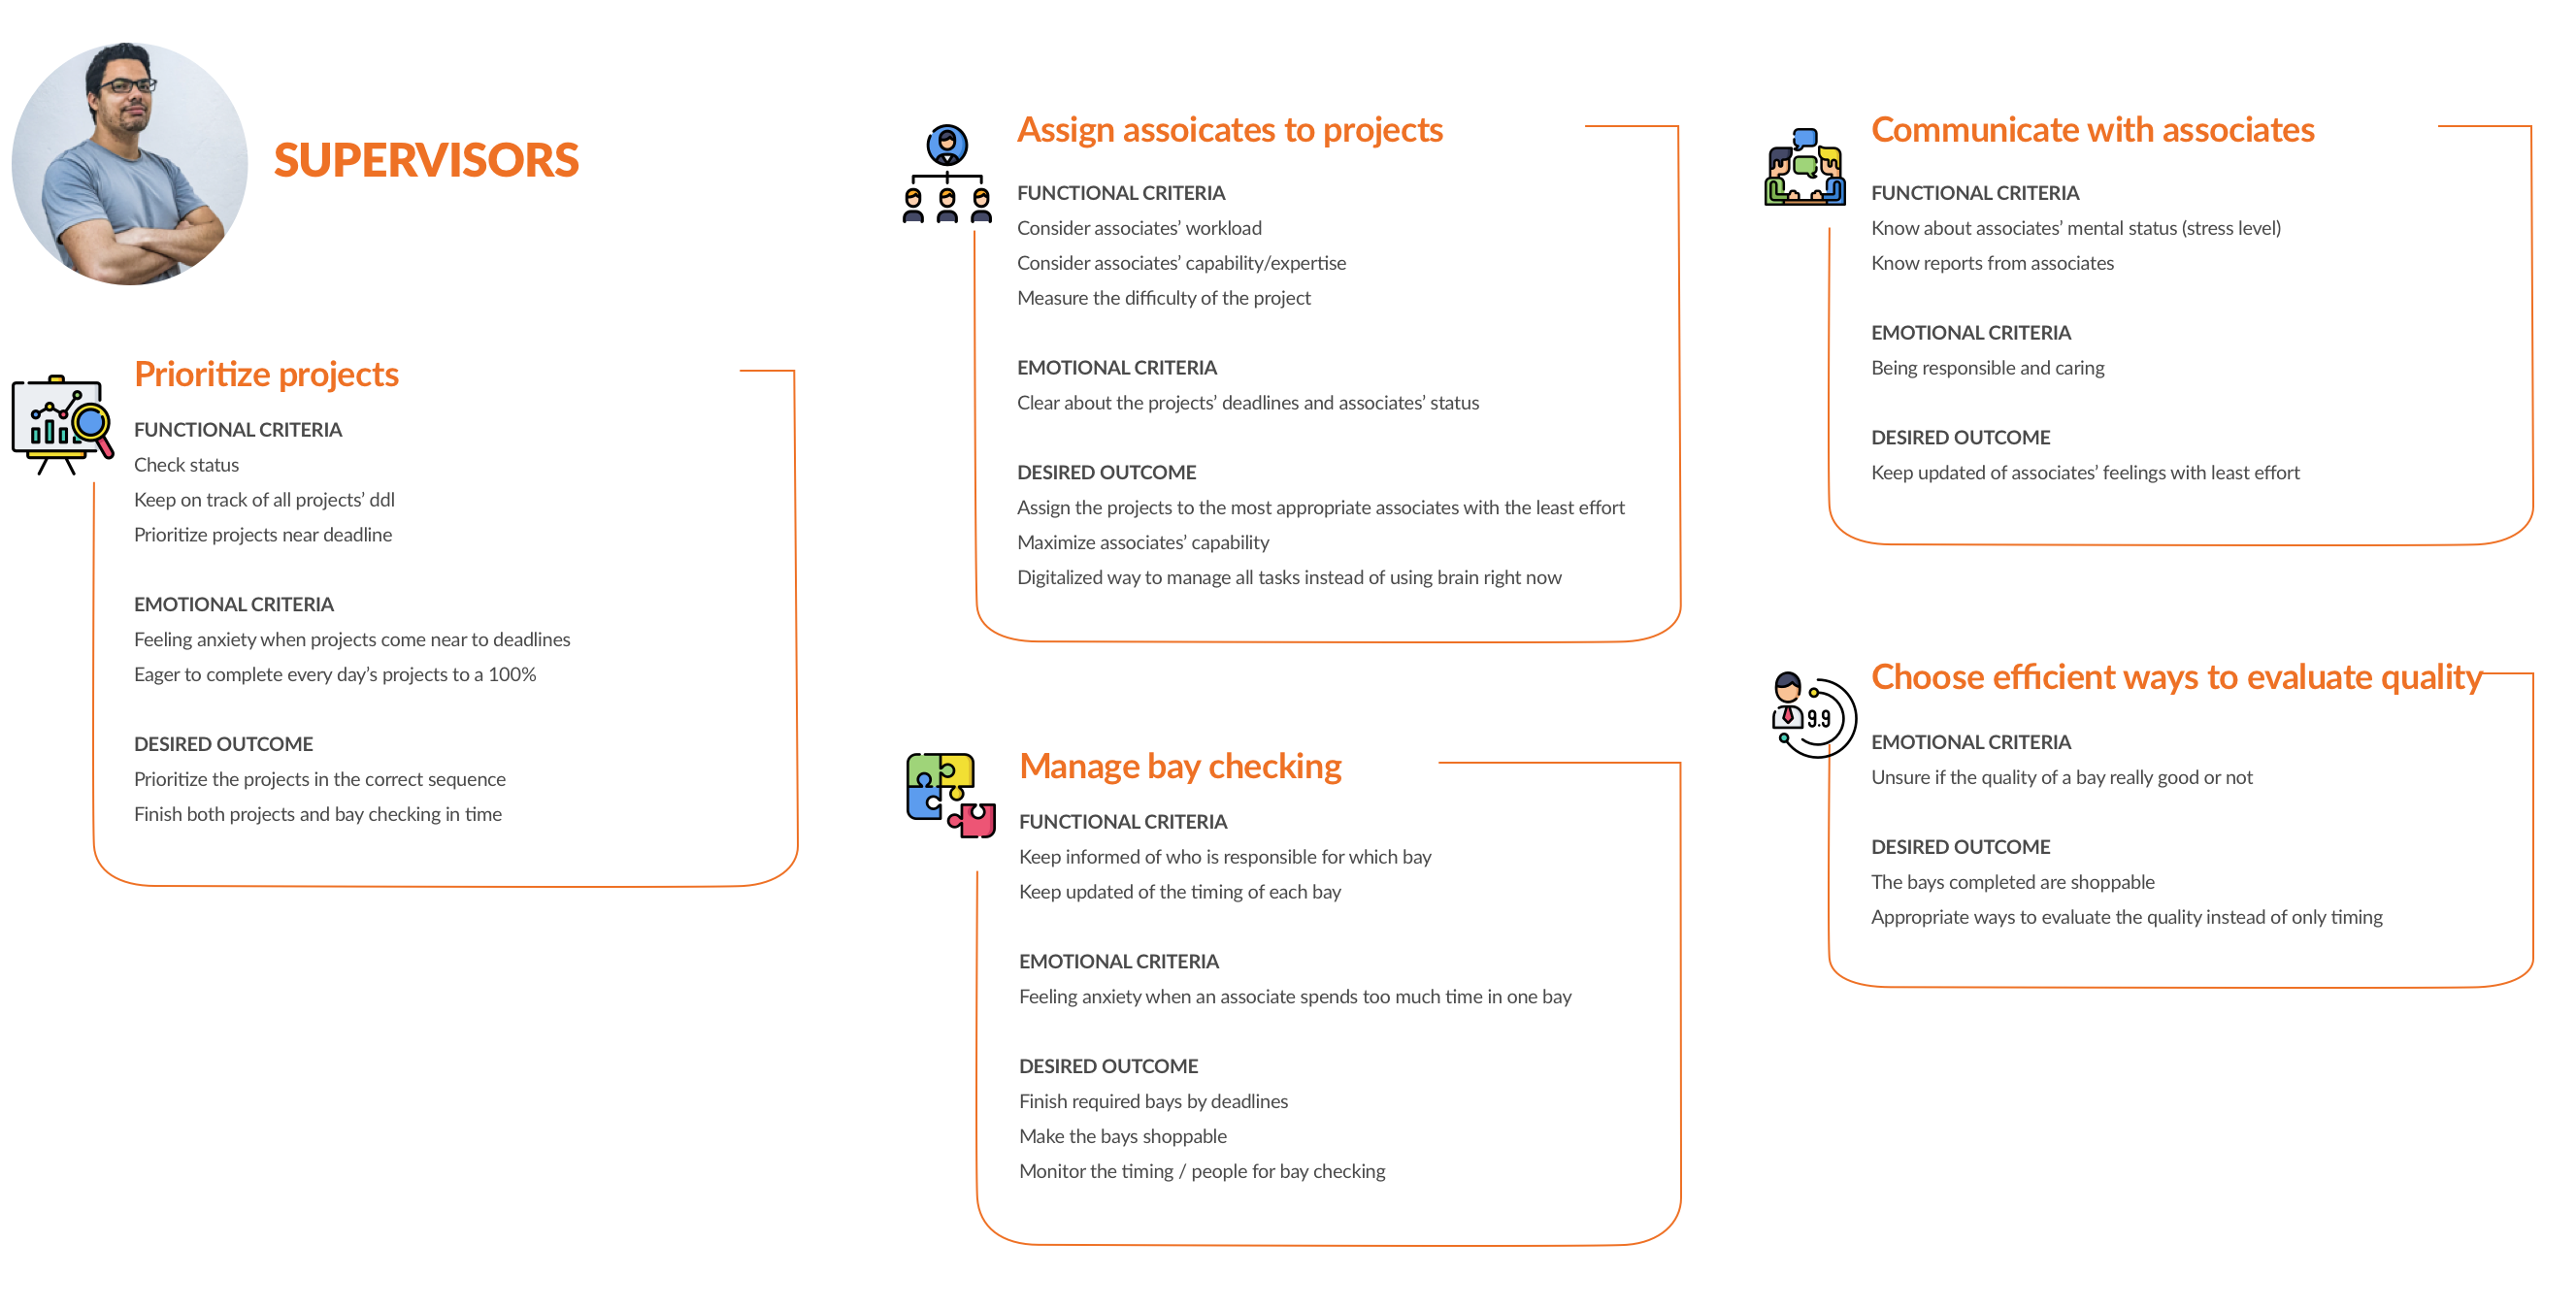 SUPERVISORS
Prioritize projects
FUNCTIONAL CRITERIA
Check status
Keep on track of all projects’ ddl
Prioritize projects near deadline
EMOTIONAL CRITERIA
Feeling anxiety when projects come near to deadlines
Eager to complete every day’s projects to a 100%
DESIRED OUTCOME
Prioritize the projects in the correct sequence
Finish both projects and bay checking in time
Assign assoicates to projects
FUNCTIONAL CRITERIA
Consider associates’ workload
Consider associates’ capability/expertise
Measure the difficulty of the project
EMOTIONAL CRITERIA
Clear about the projects’ deadlines and associates’ status
DESIRED OUTCOME
Assign the projects to the most appropriate associates with the least effort
Maximize associates’ capability
Digitalized way to manage all tasks instead of using brain right now
Manage bay checking
FUNCTIONAL CRITERIA
Keep informed of who is responsible for which bay
Keep updated of the timing of each bay
EMOTIONAL CRITERIA
Feeling anxiety when an associate spends too much time in one bay
DESIRED OUTCOME
Finish required bays by deadlines
Make the bays shoppable
Monitor the timing / people for bay checking
Communicate with associates
FUNCTIONAL CRITERIA
Know about associates’ mental status (stress level)
Know reports from associates
EMOTIONAL CRITERIA
Being responsible and caring
DESIRED OUTCOME
Keep updated of associates’ feelings with least effort
Choose efficient ways to evaluate quality
9.9
EMOTIONAL CRITERIA
Unsure if the quality of a bay really good or not
DESIRED OUTCOME
The bays completed are shoppable
Appropriate ways to evaluate the quality instead of only timing